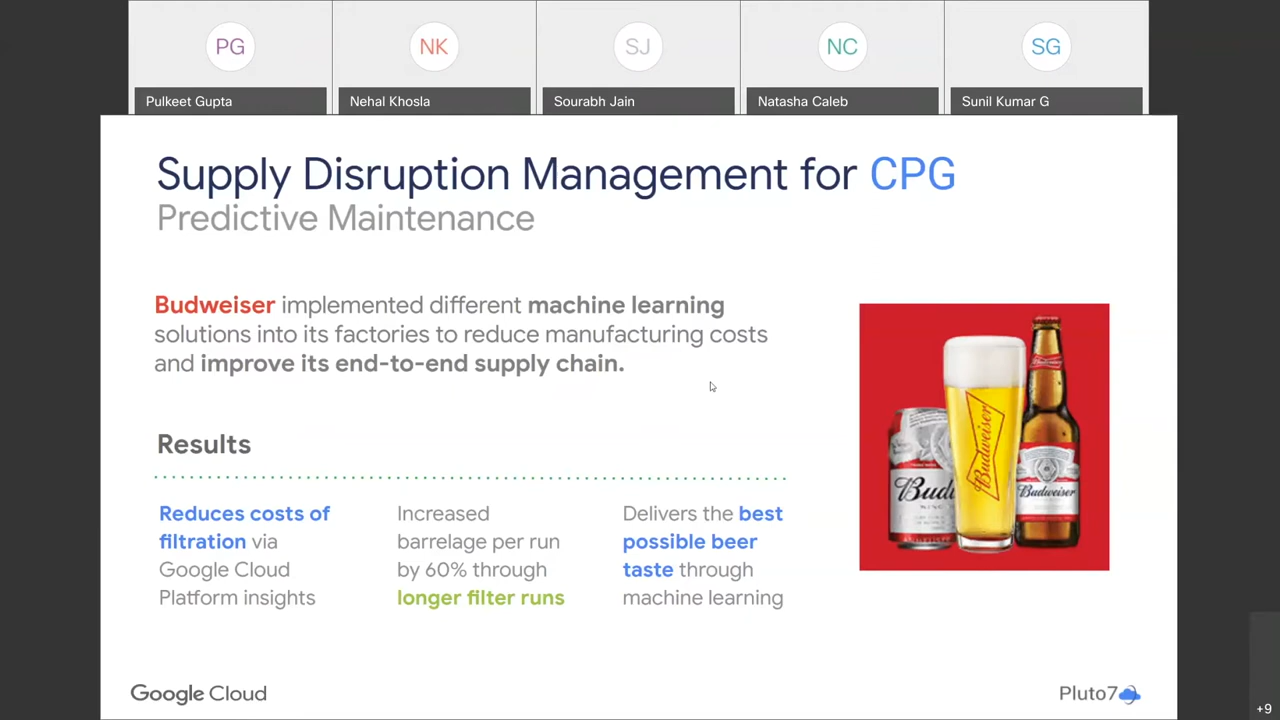 PG
NK
SJ
NC
SG
Pulkeet Gupta
Nehal Khosla
Sourabh Jain
Natasha Caleb
Sunil Kumar G
Supply Disruption Management for CPG
Predictive Maintenance
Budweiser implemented different machine learning
solutions into its factories to reduce manufacturing costs
and improve its end-to-end supply chain.
Results
Reduces costs of
filtration via
Google Cloud
Platform insights
Increased
barrelage per run
by 60% through
longer filter runs
Delivers the best
possible beer
taste through
machine learning
Budweiser
Budweiser
Google Cloud
Pluto7
+9